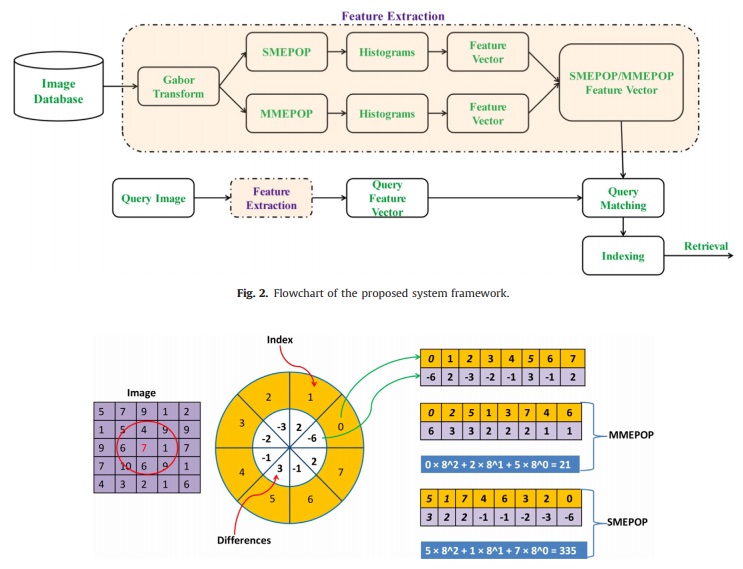 Feature Extraction
Image
Database
Gabor
Transform
SMEPOP
Histograms
Feature
Vector
MMEPOP
Histograms
Feature
Vector
SMEPOP/MMEPOP
Feature Vector
Query Image
Feature
Extraction
Query
Feature
Vector
Query
Matching
Indexing
Retrieval
Fig. 2. Flowchart of the proposed system framework.
Image
5 7 9 1 2
1 5 4 9 9
9 6 7 1 7
7 10 6 9 1
4 3 2 1 6
Index
2 1
3 0
4 7
5 6
-3 2
-2 -6
-1 2
3 -1
Differences
0 1 2 3 4 5 6 7
-6 2 -3 -2 -1 3 -1 2
0 2 5 1 3 7 4 6
6 3 3 2 2 2 1 1
0 × 8^2 + 2 × 8^1 + 5 × 8^0 = 21
MMEPOP
5 1 7 4 6 3 2 0
3 2 2 -1 -1 -2 -3 -6
5 × 8^2 + 1 × 8^1 + 7 × 8^0 = 335
SMEPOP